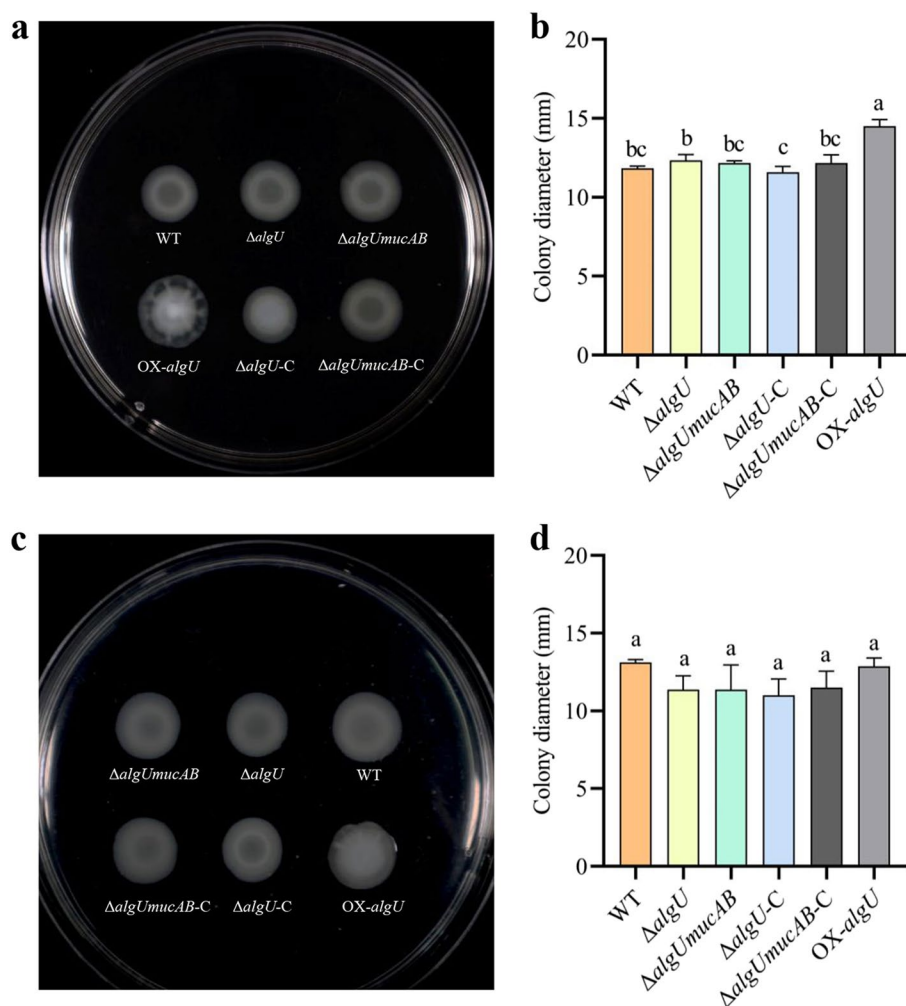 a
WT
ΔalgU
ΔalgUmucAB
OX-algU
ΔalgU-C
ΔalgUmucAB-C
b
Colony diameter (mm)
20
15
10
5
0
bc
b
bc
c
bc
a
WT
ΔalgU
ΔalgUmucAB
ΔalgU-C
ΔalgUmucAB-C
OX-algU
c
ΔalgUmucAB
ΔalgU
WT
ΔalgUmucAB-C
ΔalgU-C
OX-algU
d
Colony diameter (mm)
20
15
10
5
0
a
a
a
a
a
a
WT
ΔalgU
ΔalgUmucAB
ΔalgU-C
ΔalgUmucAB-C
OX-algU